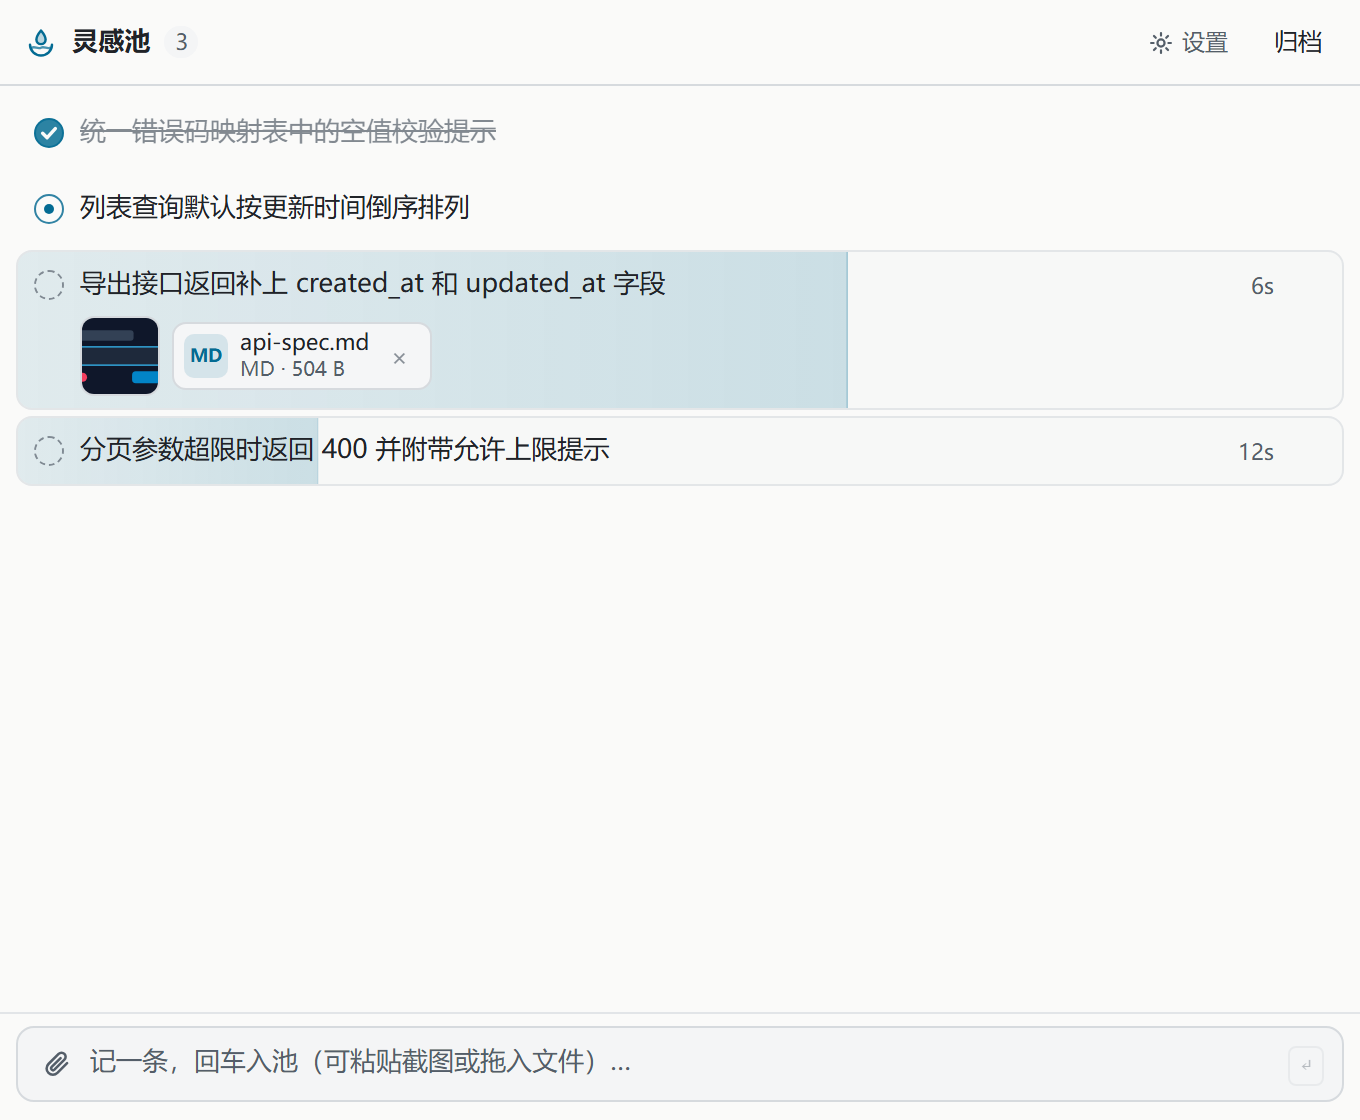 灵感池 3 设置 归档
统一错误码映射表中的空值校验提示
列表查询默认按更新时间倒序排列
导出接口返回补上 created_at 和 updated_at 字段 6s
MD api-spec.md
MD · 504 B ×
分页参数超限时返回 400 并附带允许上限提示 12s
记一条，回车入池（可粘贴截图或拖入文件）...